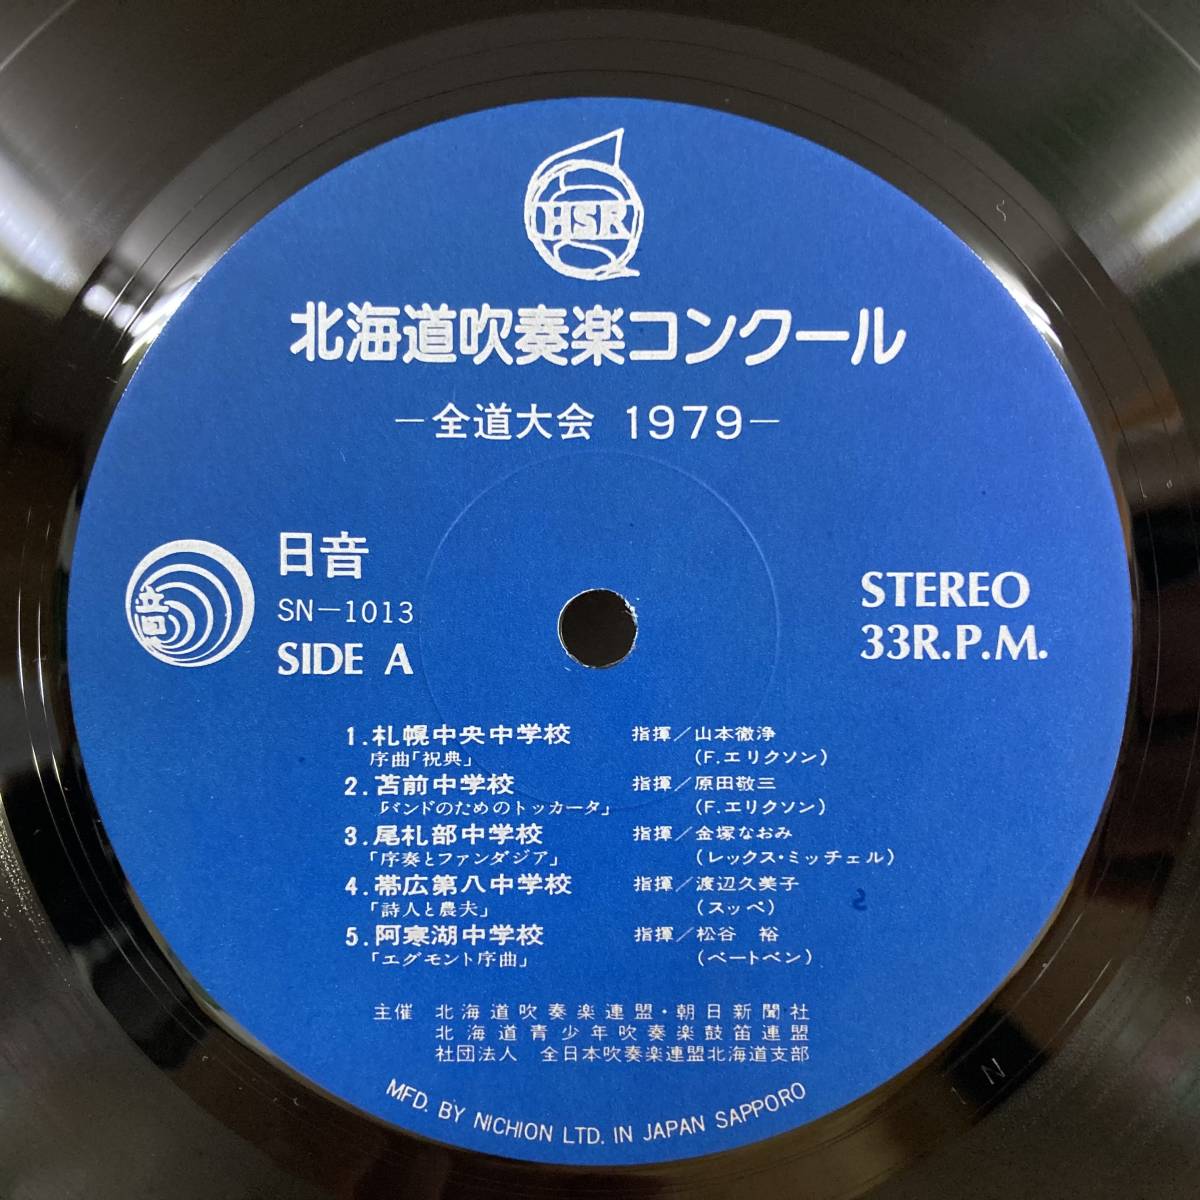 HSR
北海道吹奏楽コンクール
－全道大会 1979－
日音
SN－1013
SIDE A
STEREO
33R.P.M.
1.札幌中央中学校 指揮／山本徹浄
序曲「祝典」 (F.エリクソン)
2.苫前中学校 指揮／原田敬三
「バンドのためのトッカータ」 (F.エリクソン)
3.尾札部中学校 指揮／金塚なおみ
「序奏とファンダジア」 (レックス・ミッチェル)
4.帯広第八中学校 指揮／渡辺久美子
「詩人と農夫」 (スッペ)
5.阿寒湖中学校 指揮／松谷 裕
「エグモント序曲」 (ベートベン)
主催 北海道吹奏楽連盟・朝日新聞社
北海道青少年吹奏楽鼓笛連盟
社団法人 全日本吹奏楽連盟北海道支部
MFD. BY NICHION LTD. IN JAPAN SAPPORO
N